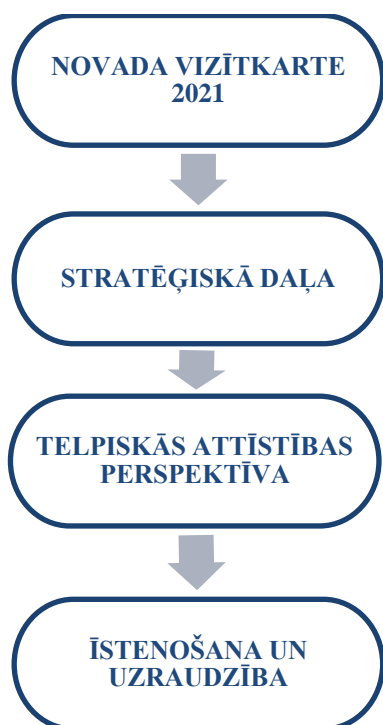 NOVADA VIZĪTKARTE
2021
STRATĒĢISKĀ DAĻA
TELPISKĀS ATTĪSTĪBAS
PERSPEKTĪVA
ĪSTENOŠANA UN
UZRAUDZĪBA